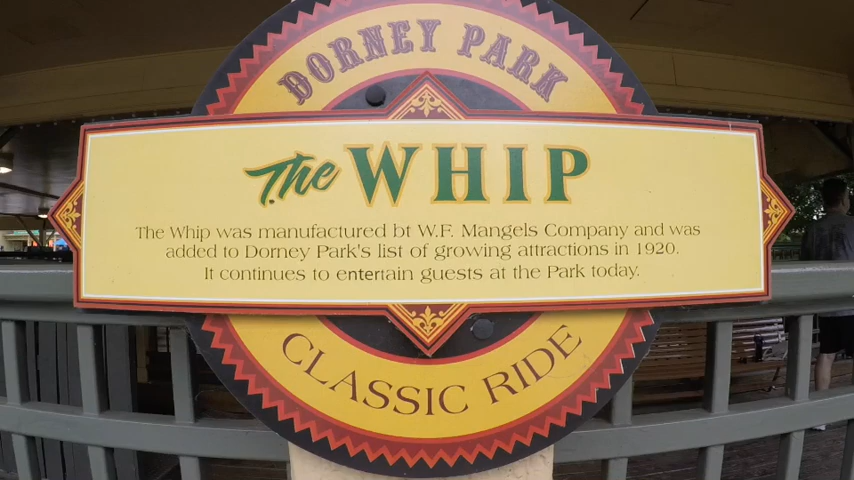 DORNEY PARK
The WHIP
The Whip was manufactured bt W.F. Mangels Company and was
added to Dorney Park's list of growing attractions in 1920.
It continues to entertain guests at the Park today.
CLASSIC RIDE